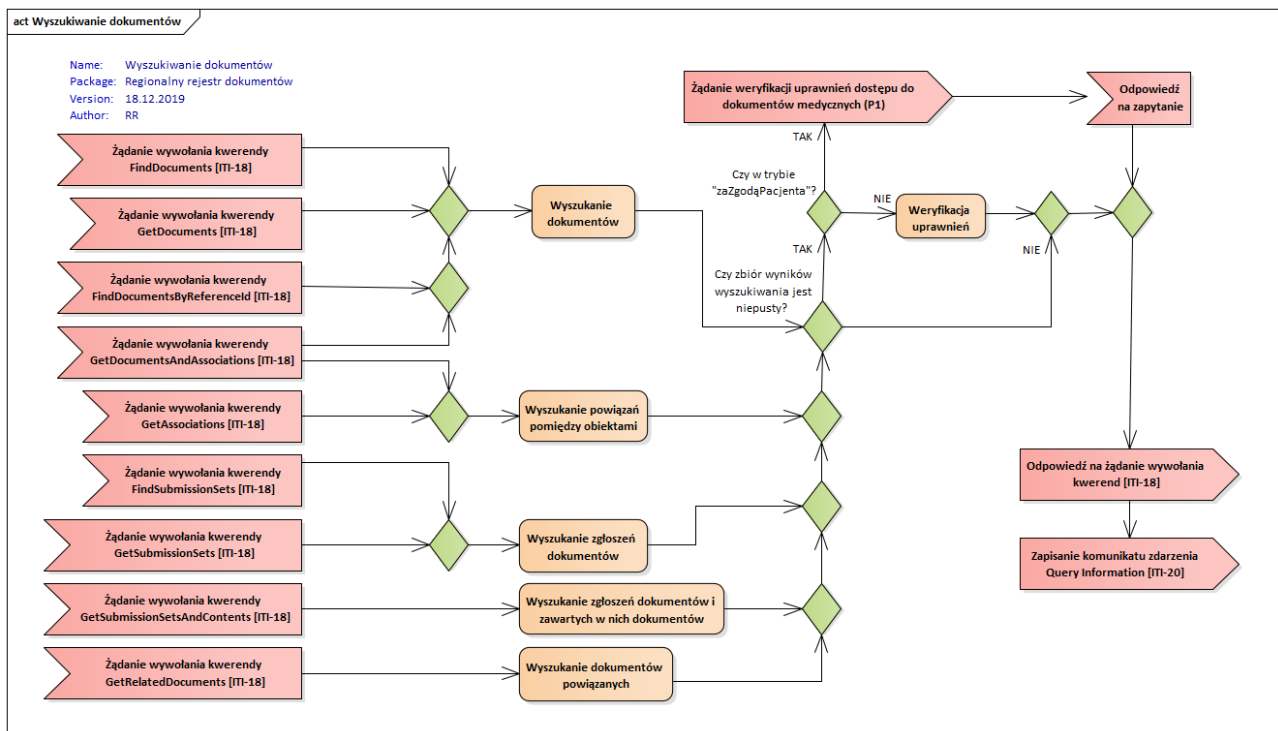 act Wyszukiwanie dokumentów
Name: Wyszukiwanie dokumentów
Package: Regionalny rejestr dokumentów
Version: 18.12.2019
Author: RR
Żądanie wywołania kwerendy
FindDocuments [ITI-18]
Żądanie wywołania kwerendy
GetDocuments [ITI-18]
Żądanie wywołania kwerendy
FindDocumentsByReferenceId [ITI-18]
Żądanie wywołania kwerendy
GetDocumentsAndAssociations [ITI-18]
Żądanie wywołania kwerendy
GetAssociations [ITI-18]
Żądanie wywołania kwerendy
FindSubmissionSets [ITI-18]
Żądanie wywołania kwerendy
GetSubmissionSets [ITI-18]
Żądanie wywołania kwerendy
GetSubmissionSetsAndContents [ITI-18]
Żądanie wywołania kwerendy
GetRelatedDocuments [ITI-18]
Wyszukanie
dokumentów
Wyszukanie powiązań
pomiędzy obiektami
Wyszukanie zgłoszeń
dokumentów
Wyszukanie zgłoszeń dokumentów i
zawartych w nich dokumentów
Wyszukanie dokumentów
powiązanych
Żądanie weryfikacji uprawnień dostępu do
dokumentów medycznych (P1)
TAK
Czy w trybie
"zaZgodąPacjenta"?
NIE
TAK
Czy zbiór wyników
wyszukiwania jest
niepusty?
Weryfikacja
uprawnień
NIE
Odpowiedź
na zapytanie
Odpowiedź na żądanie wywołania
kwerend [ITI-18]
Zapisanie komunikatu zdarzenia
Query Information [ITI-20]